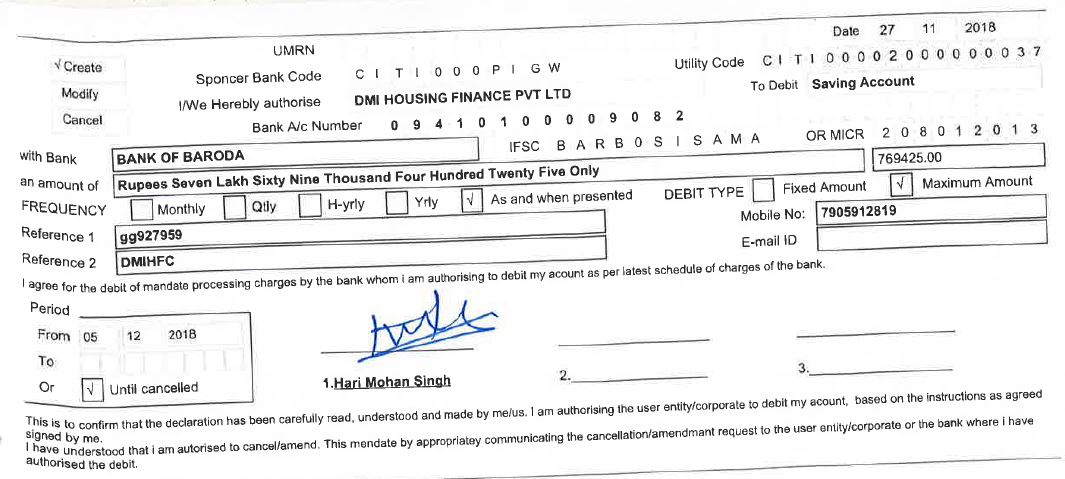 Date 27 11 2018
UMRN
√ Create
Sponcer Bank Code C I T I 0 0 0 P I G W
Utility Code C I T I 0 0 0 0 2 0 0 0 0 0 0 0 3 7
Modify
I/We Herebly authorise DMI HOUSING FINANCE PVT LTD
To Debit Saving Account
Cancel
Bank A/c Number 0 9 4 1 0 1 0 0 0 0 9 0 8 2
with Bank BANK OF BARODA
IFSC B A R B 0 S I S A M A
OR MICR 2 0 8 0 1 2 0 1 3
an amount of Rupees Seven Lakh Sixty Nine Thousand Four Hundred Twenty Five Only
769425.00
FREQUENCY Monthly Qtly H-yrly Yrly √ As and when presented
DEBIT TYPE Fixed Amount √ Maximum Amount
Reference 1 gg927959
Mobile No: 7905912819
Reference 2 DMIHFC
E-mail ID
I agree for the debit of mandate processing charges by the bank whom i am authorising to debit my acount as per latest schedule of charges of the bank.
Period
From 05 12 2018
To
Or √ Until cancelled
1.Hari Mohan Singh
2.
3.
This is to confirm that the declaration has been carefully read, understood and made by me/us. I am authorising the user entity/corporate to debit my acount, based on the instructions as agreed
signed by me.
I have understood that i am autorised to cancel/amend. This mendate by appropriatey communicating the cancellation/amendmant request to the user entity/corporate or the bank where i have
authorised the debit.